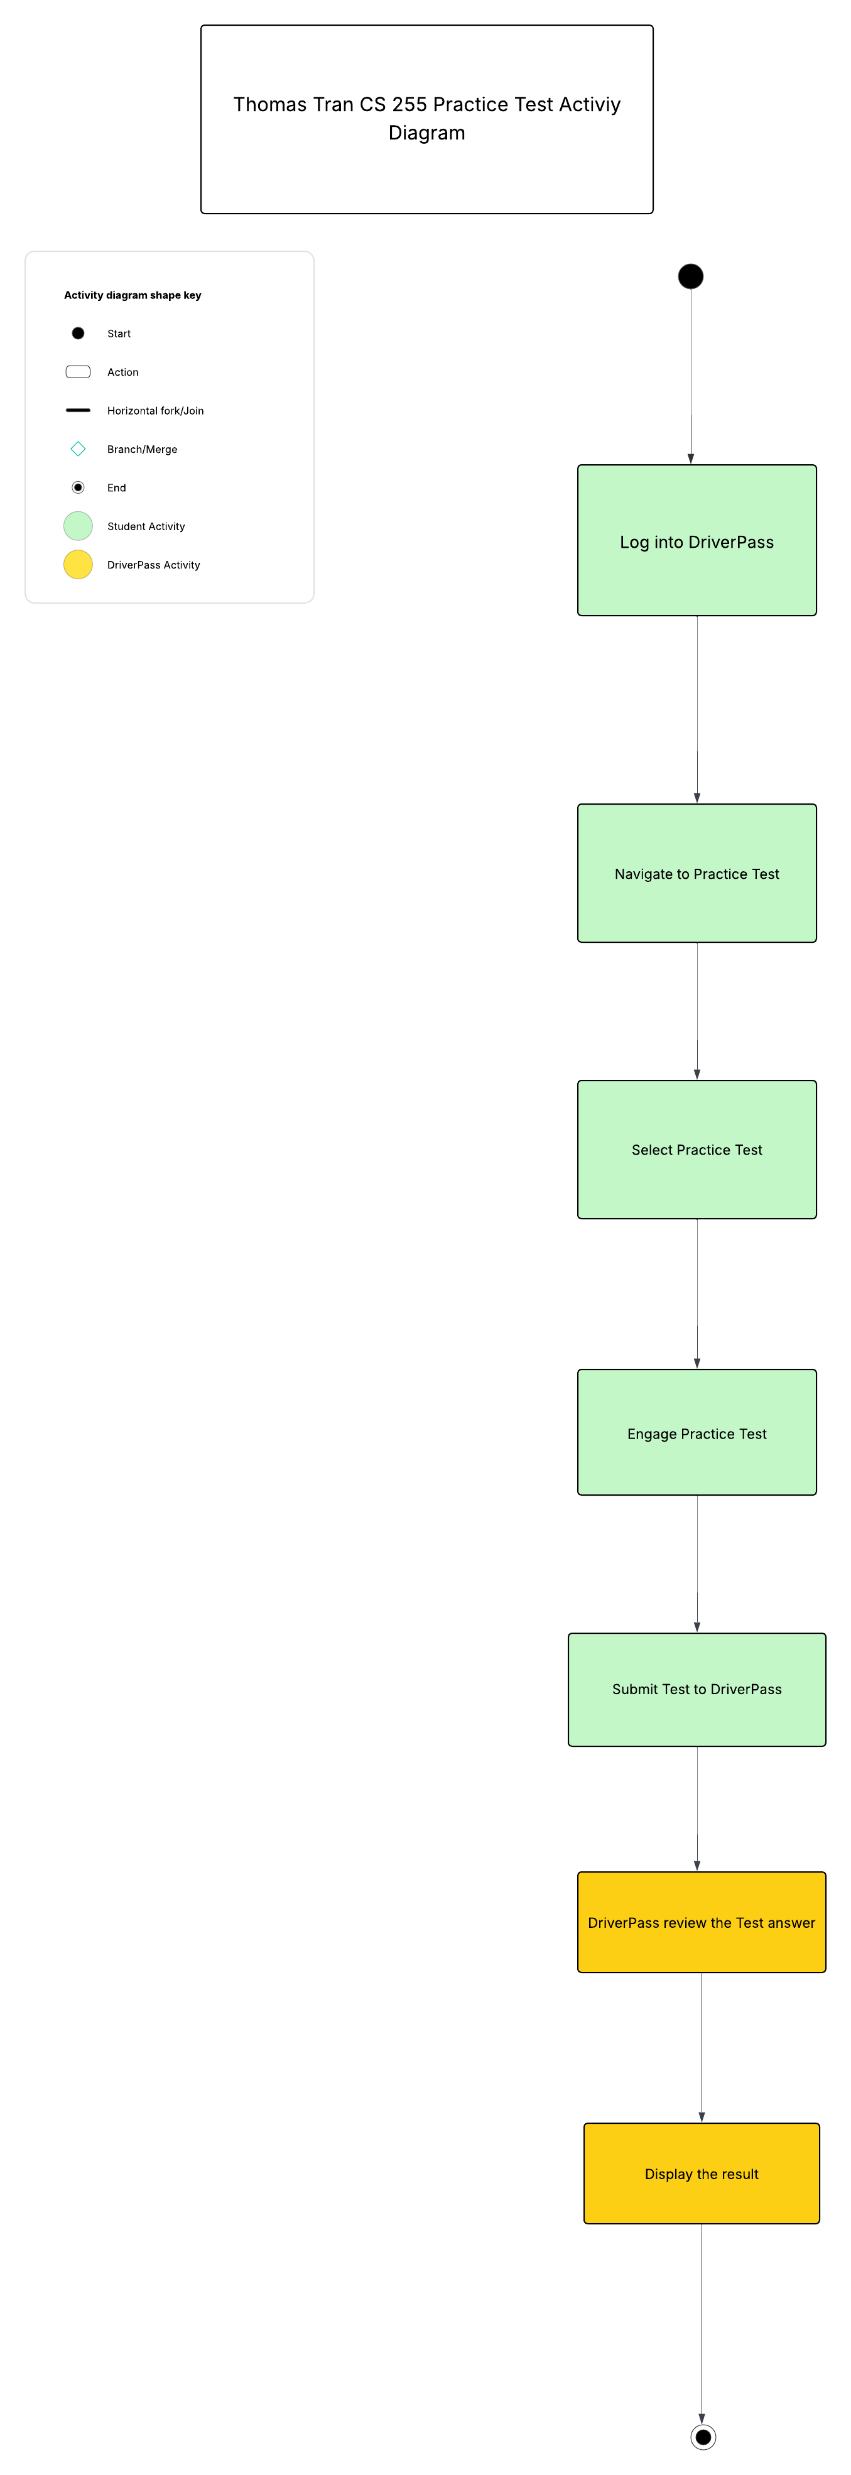 Thomas Tran CS 255 Practice Test Activiy
Diagram
Activity diagram shape key
Start
Action
Horizontal fork/Join
Branch/Merge
End
Student Activity
DriverPass Activity
Log into DriverPass
Navigate to Practice Test
Select Practice Test
Engage Practice Test
Submit Test to DriverPass
DriverPass review the Test answer
Display the result